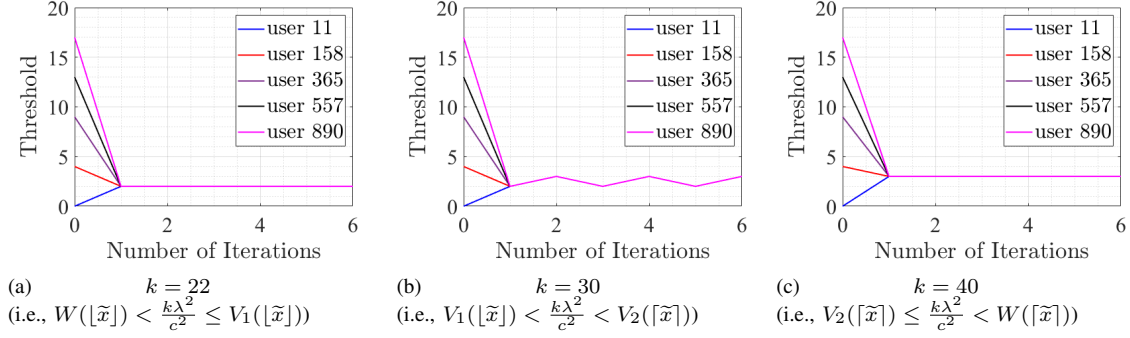 20
15
10
5
0
Threshold
0 2 4 6
Number of Iterations
user 11
user 158
user 365
user 557
user 890
(a) k = 22
(i.e., W(⌊x̃⌋) < kλ²/c² ≤ V₁(⌊x̃⌋))
20
15
10
5
0
Threshold
0 2 4 6
Number of Iterations
user 11
user 158
user 365
user 557
user 890
(b) k = 30
(i.e., V₁(⌊x̃⌋) < kλ²/c² < V₂(⌈x̃⌉))
20
15
10
5
0
Threshold
0 2 4 6
Number of Iterations
user 11
user 158
user 365
user 557
user 890
(c) k = 40
(i.e., V₂(⌈x̃⌉) ≤ kλ²/c² < W(⌈x̃⌉))